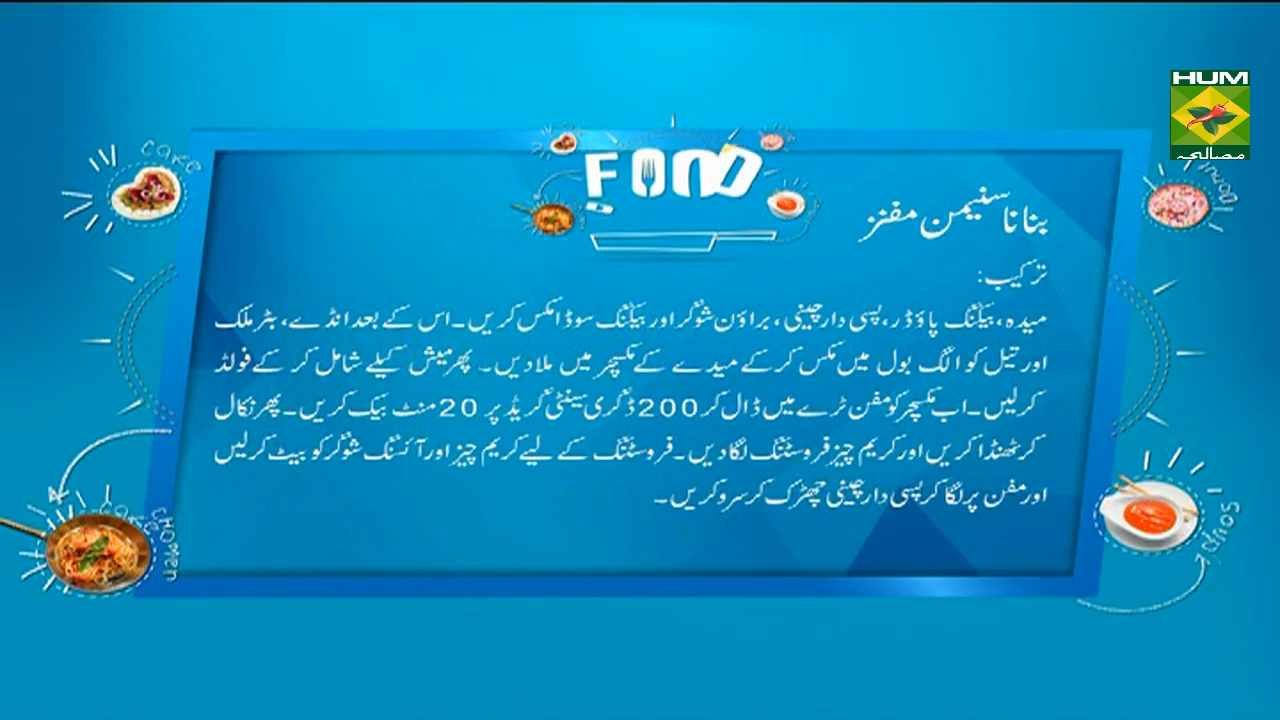 HUM
مصالحہ
FOOD
CAKE
DONUT
بنانا سنیمن مفنز
ترکیب:
میدہ، بیکنگ پاؤڈر، پسی دارچینی، براؤن شوگر اور بیکنگ سوڈا مکس کریں۔ اس کے بعد انڈے، بٹر ملک
اور تیل کو الگ بول میں مکس کر کے میدے کے مکسچر میں ملا دیں۔ پھر میش کیلے شامل کر کے فولڈ
کر لیں۔ اب مکسچر کو مفن ٹرے میں ڈال کر 200 ڈگری سینٹی گریڈ پر 20 منٹ بیک کریں۔ پھر نکال
کر ٹھنڈا کریں اور کریم چیز فروسٹنگ لگا دیں۔ فروسٹنگ کے لیے کریم چیز اور آئسنگ شوگر کو بیٹ کر لیں
اور مفن پر لگا کر پسی دارچینی چھڑک کر سرو کریں۔
CHOMEN
SOUP